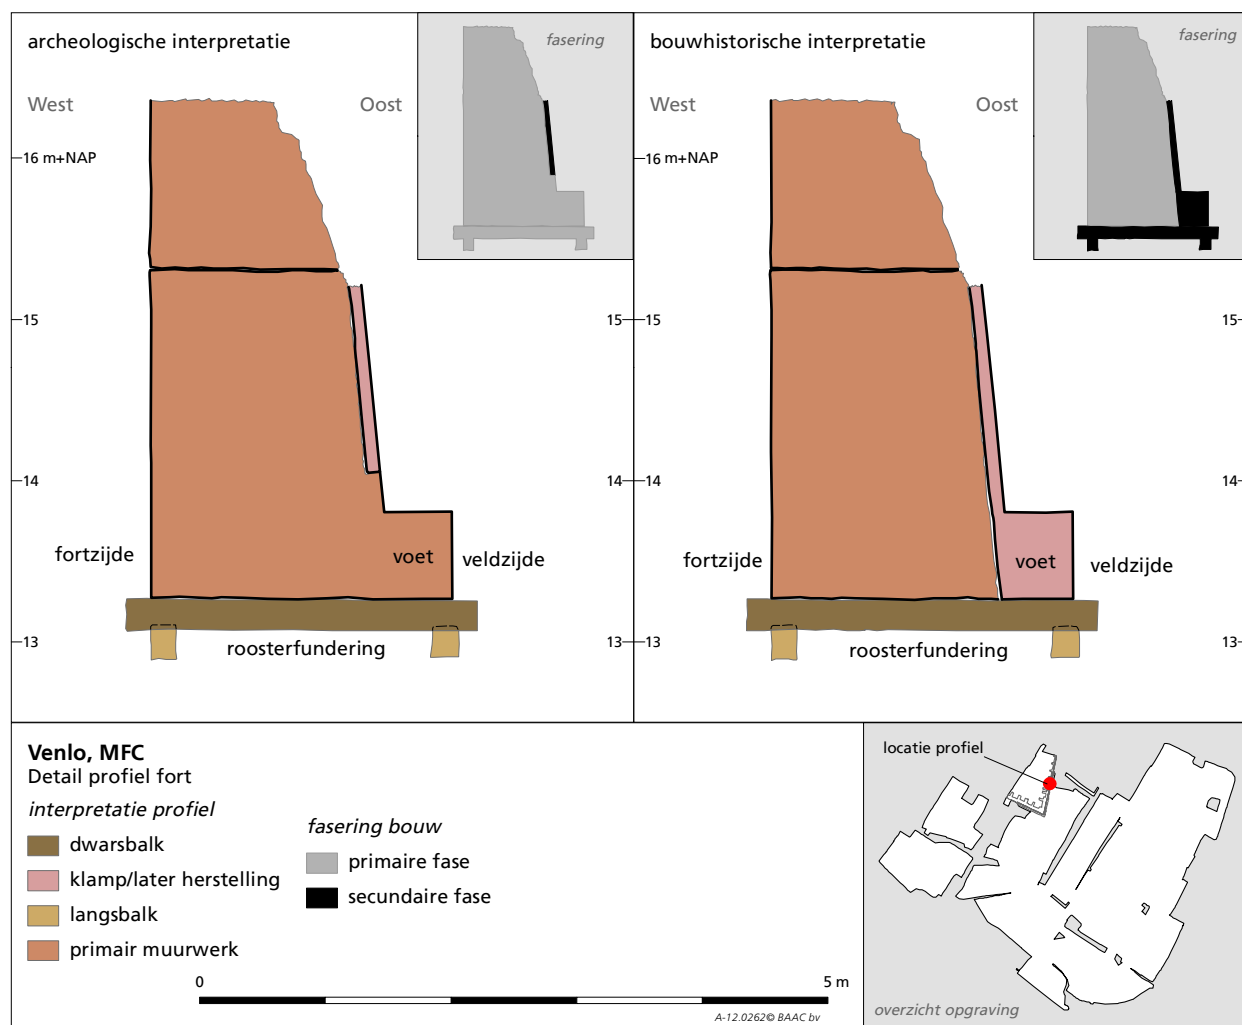 archeologische interpretatie
fasering
West
Oost
16 m+NAP
15
14
13
fortzijde
voet
veldzijde
roosterfundering
bouwhistorische interpretatie
fasering
West
Oost
15
14
13
16 m+NAP
15
14
13
fortzijde
voet
veldzijde
roosterfundering
15
14
13
Venlo, MFC
Detail profiel fort
interpretatie profiel
dwarsbalk
klamp/later herstelling
langsbalk
primair muurwerk
fasering bouw
primaire fase
secundaire fase
0
5 m
A-12.0262© BAAC bv
locatie profiel
overzicht opgraving